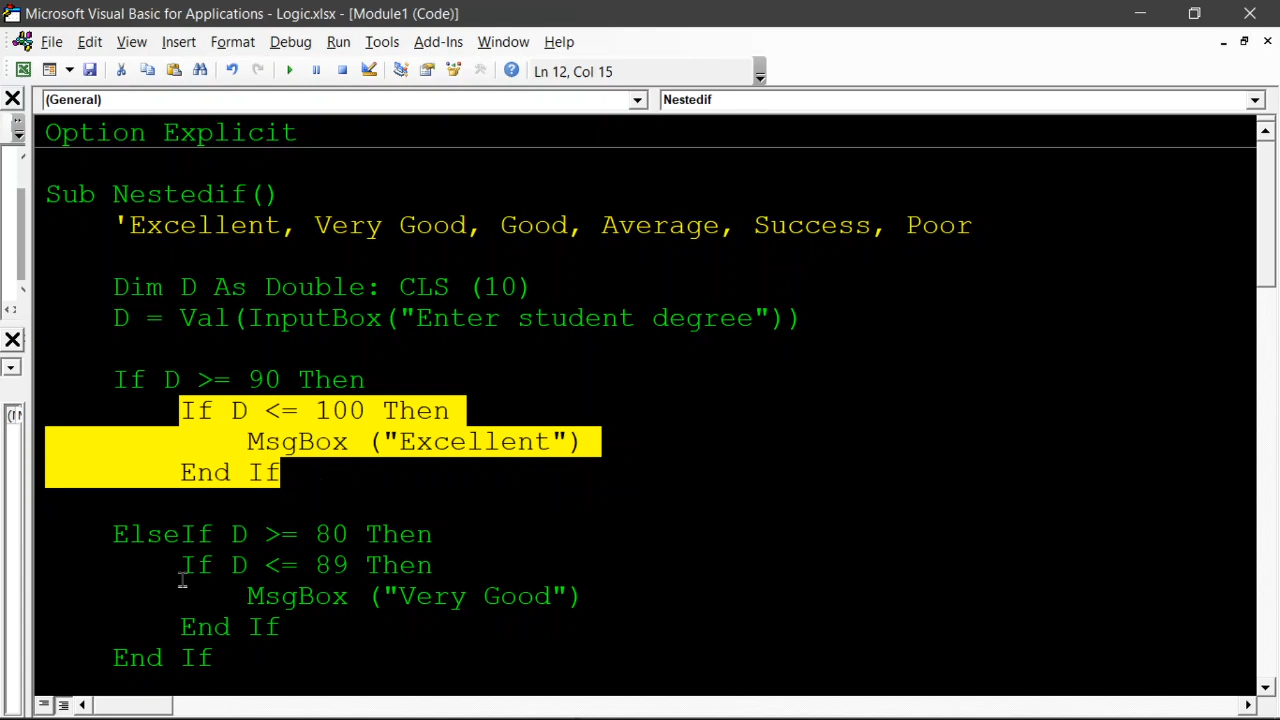 Microsoft Visual Basic for Applications - Logic.xlsx - [Module1 (Code)]
File Edit View Insert Format Debug Run Tools Add-Ins Window Help
Ln 12, Col 15
(General) Nestedif
Option Explicit
Sub Nestedif()
'Excellent, Very Good, Good, Average, Success, Poor
Dim D As Double: CLS (10)
D = Val(InputBox("Enter student degree"))
If D >= 90 Then
If D <= 100 Then
MsgBox ("Excellent")
End If
ElseIf D >= 80 Then
If D <= 89 Then
MsgBox ("Very Good")
End If
End If